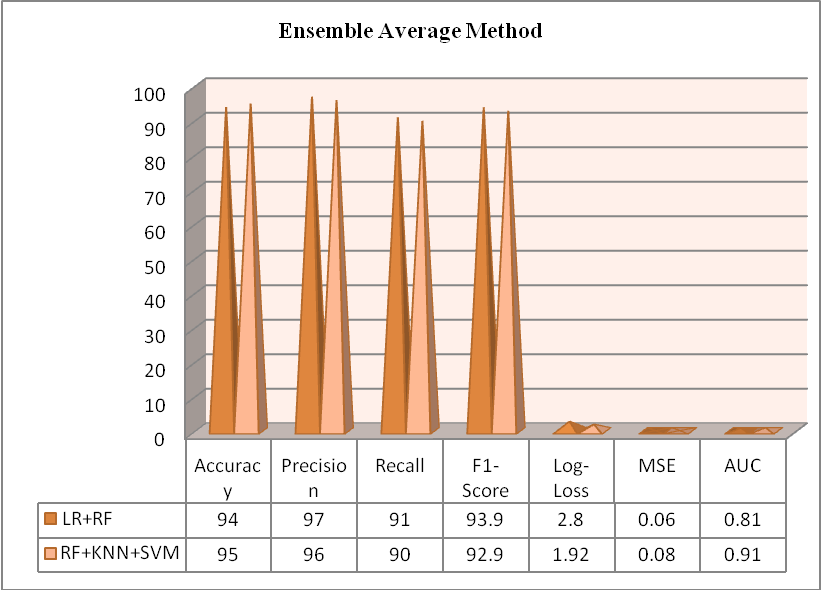 Ensemble Average Method
100
90
80
70
60
50
40
30
20
10
0
Accurac
y
Precisio
n
Recall
F1-
Score
Log-
Loss
MSE
AUC
LR+RF 94 97 91 93.9 2.8 0.06 0.81
RF+KNN+SVM 95 96 90 92.9 1.92 0.08 0.91